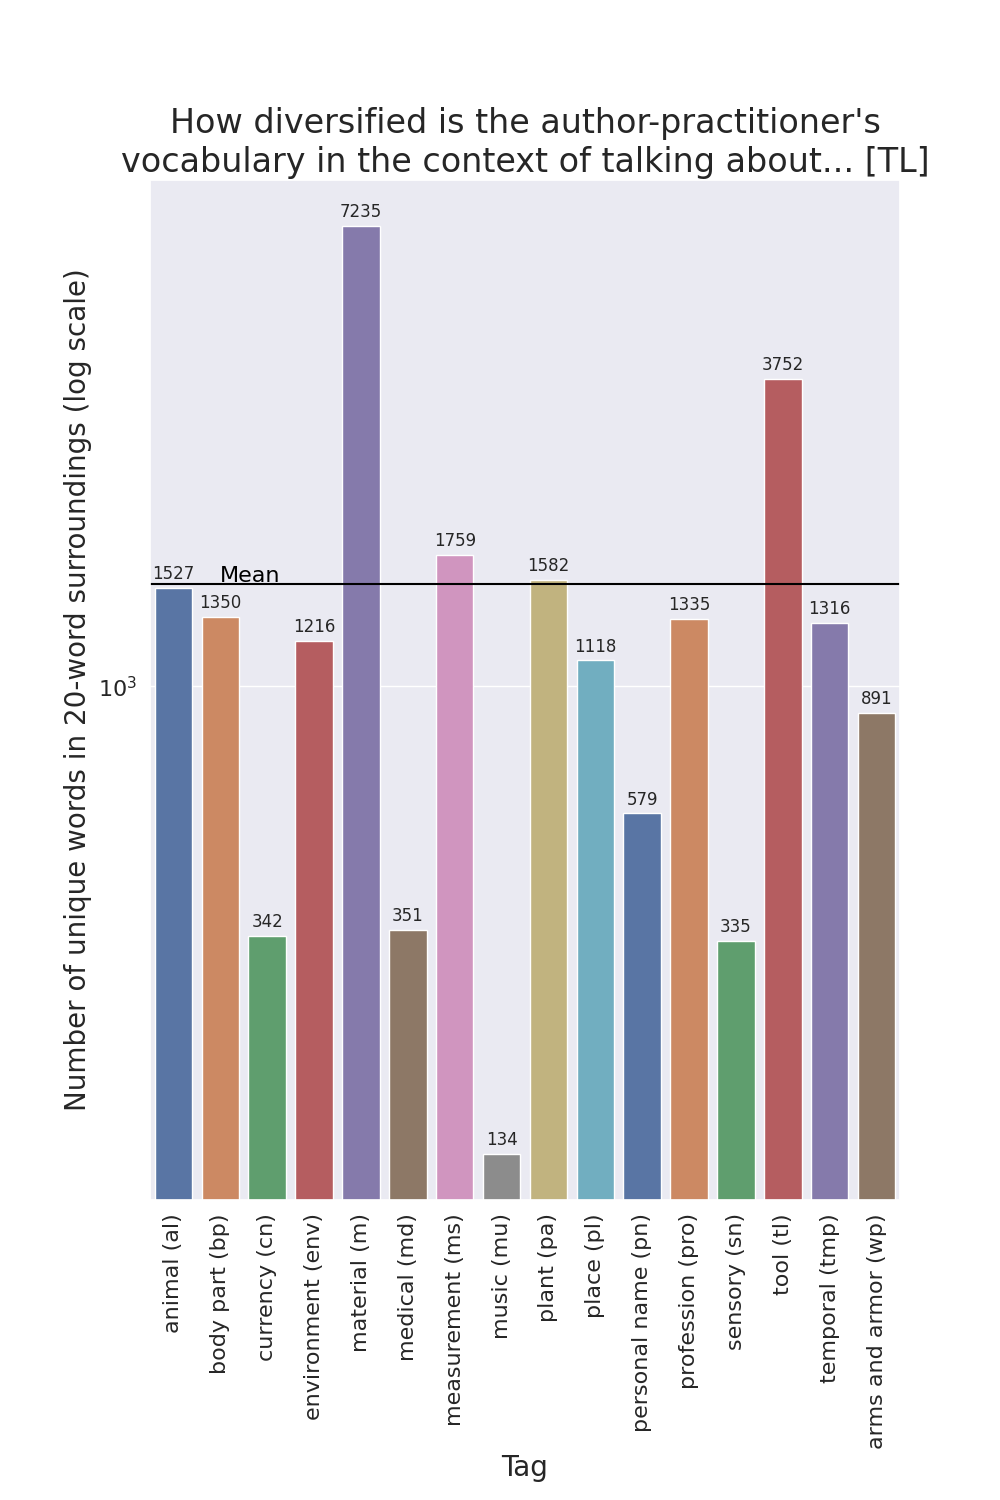 How diversified is the author-practitioner's
vocabulary in the context of talking about... [TL]
Number of unique words in 20-word surroundings (log scale)
10³
Mean
1527
1350
342
1216
7235
351
1759
134
1582
1118
579
1335
335
3752
1316
891
animal (al)
body part (bp)
currency (cn)
environment (env)
material (m)
medical (md)
measurement (ms)
music (mu)
plant (pa)
place (pl)
personal name (pn)
profession (pro)
sensory (sn)
tool (tl)
temporal (tmp)
arms and armor (wp)
Tag